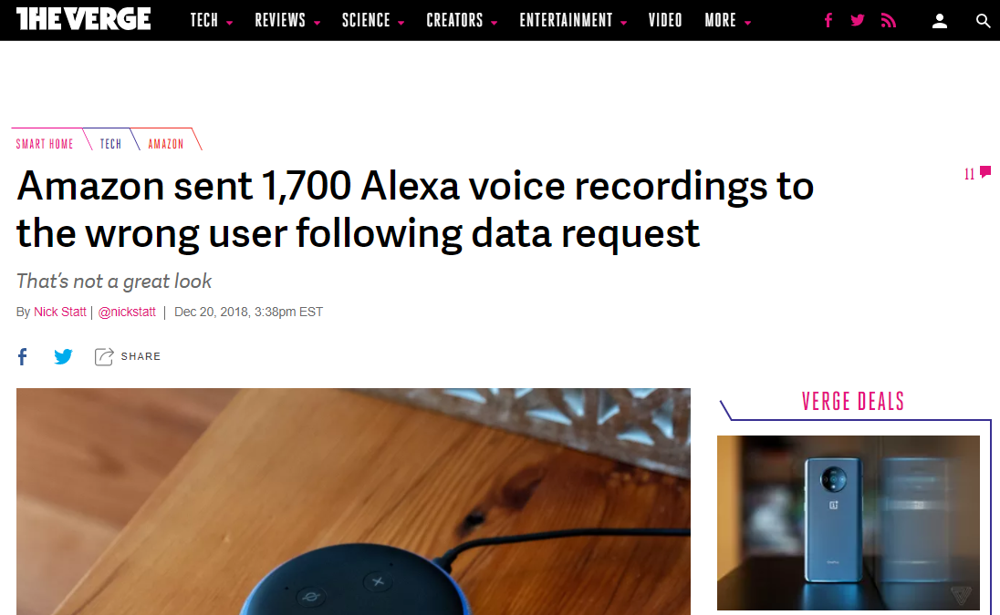 THE VERGE
TECH REVIEWS SCIENCE CREATORS ENTERTAINMENT VIDEO MORE
SMART HOME TECH AMAZON
Amazon sent 1,700 Alexa voice recordings to
the wrong user following data request
11
That's not a great look
By Nick Statt | @nickstatt | Dec 20, 2018, 3:38pm EST
SHARE
VERGE DEALS